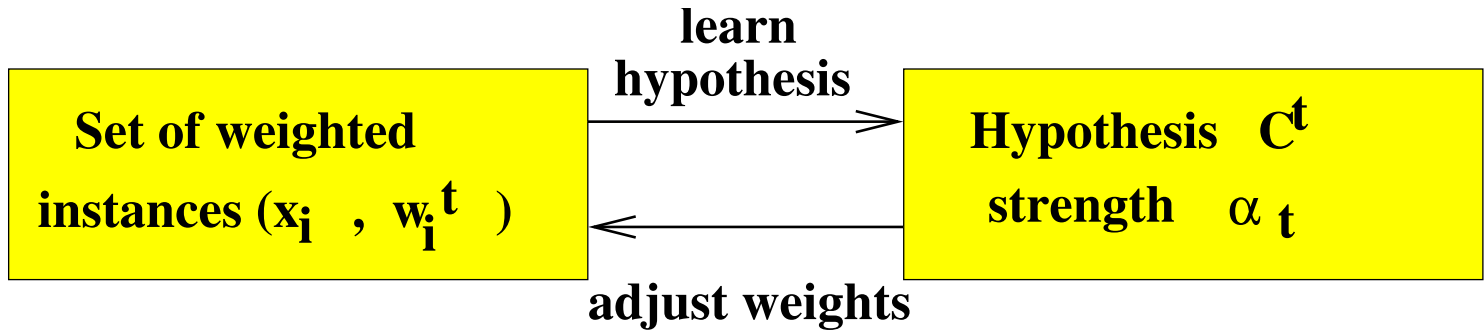 learn
hypothesis
Set of weighted
instances (xᵢ , wᵢᵗ )
Hypothesis Cᵗ
strength αₜ
adjust weights